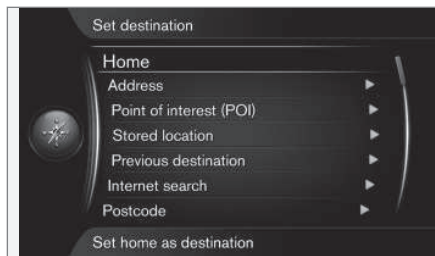 Set destination
Home
Address
Point of interest (POI)
Stored location
Previous destination
Internet search
Postcode
Set home as destination